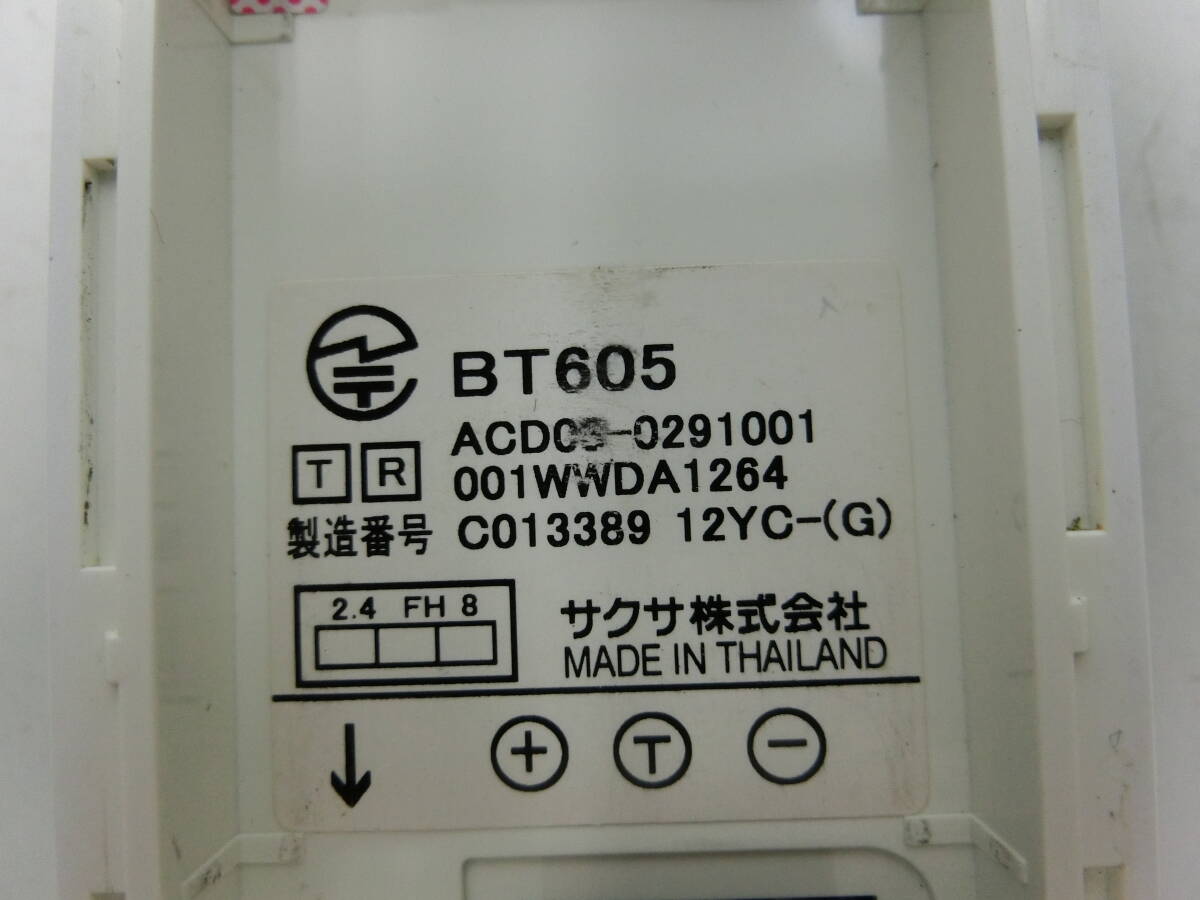 BT605
ACD0 -0291001
T R 001WWDA1264
製造番号 C013389 12YC-(G)
2.4 FH 8
サクサ株式会社
MADE IN THAILAND
+ T −